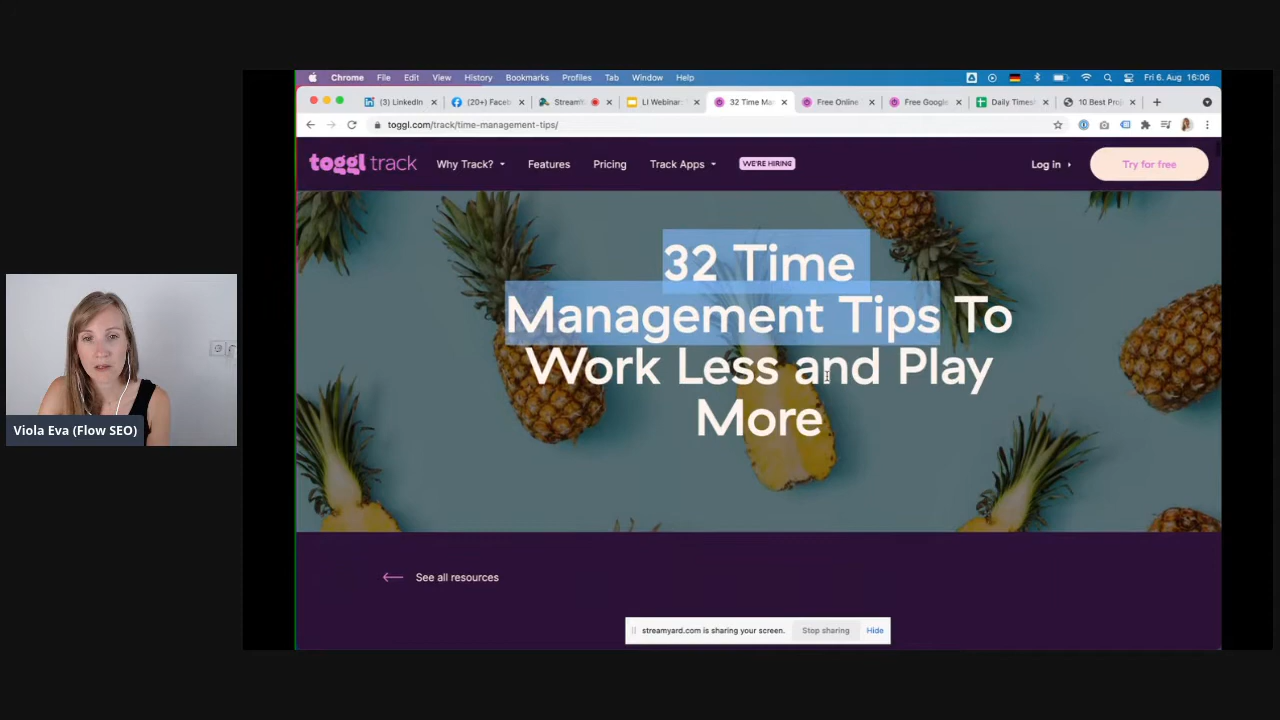 Chrome File Edit View History Bookmarks Profiles Tab Window Help Fri 6. Aug 16:06
(3) LinkedIn (20+) Faceb StreamY LI Webinar: 32 Time Ma Free Online Free Google Daily Timesh 10 Best Pro
toggl.com/track/time-management-tips/
toggl track Why Track? Features Pricing Track Apps WE'RE HIRING Log in Try for free
32 Time
Management Tips To
Work Less and Play
More
See all resources
streamyard.com is sharing your screen. Stop sharing Hide
Viola Eva (Flow SEO)